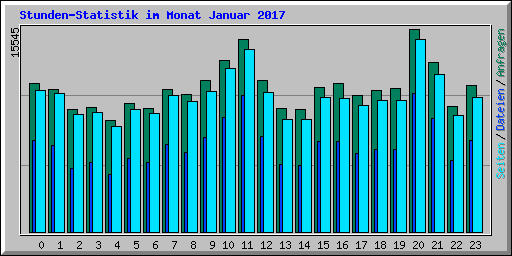 Stunden-Statistik im Monat Januar 2017
15545
Seiten / Dateien / Anfragen
0 1 2 3 4 5 6 7 8 9 10 11 12 13 14 15 16 17 18 19 20 21 22 23